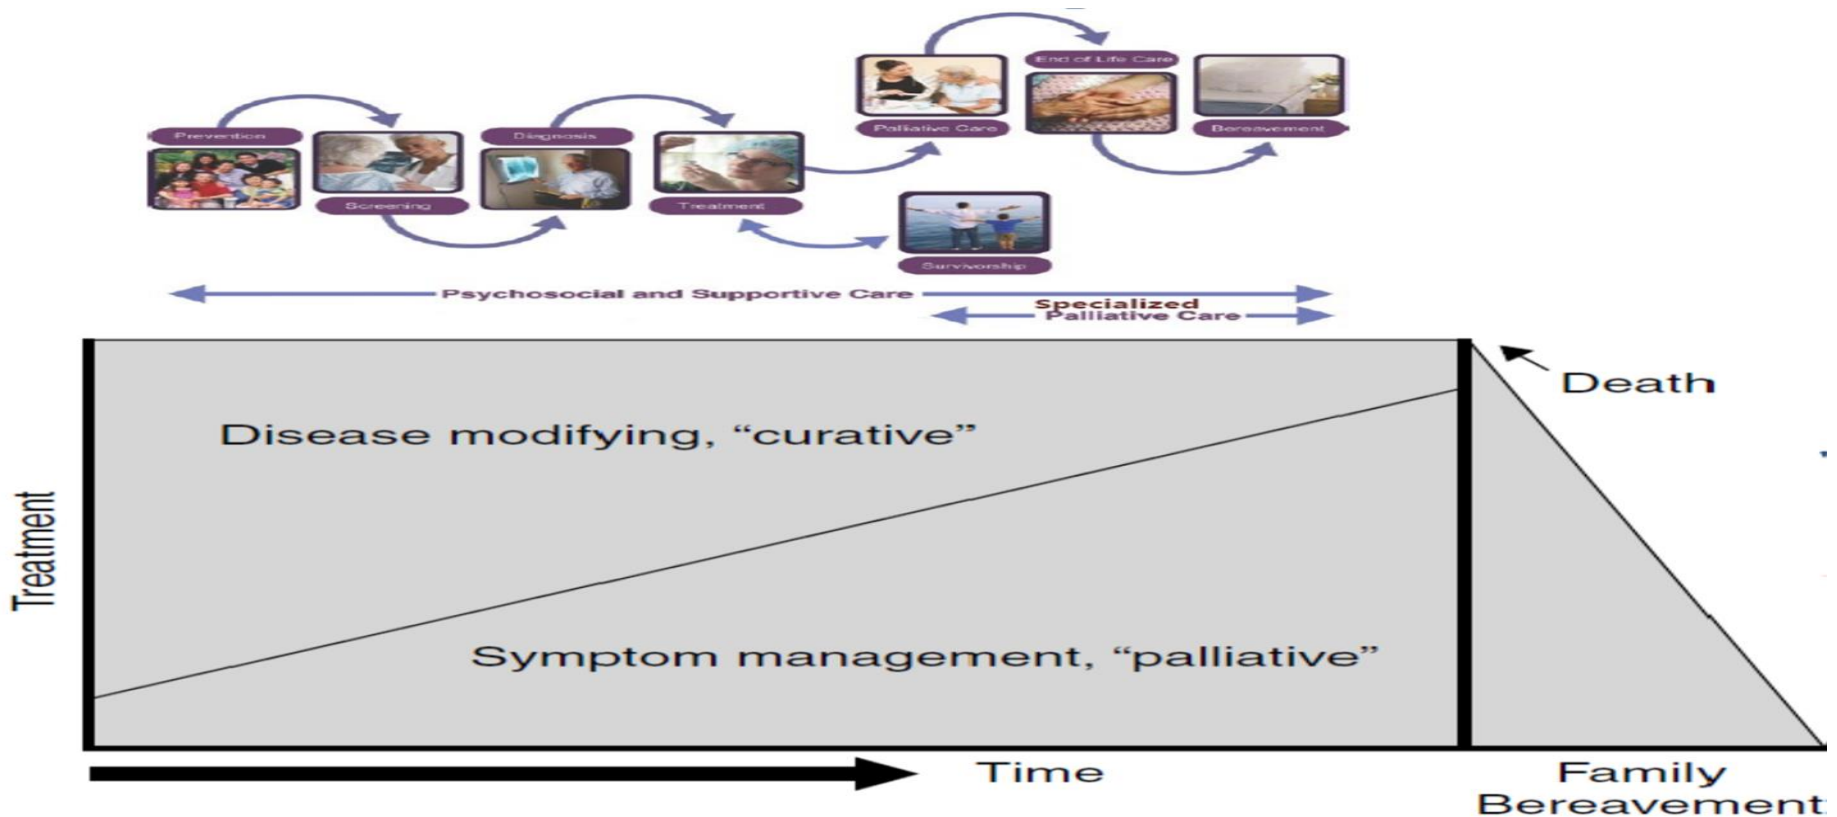 End of Life Care
Palliative Care
Bereavement
Prevention
Diagnosis
Screening
Treatment
Survivorship
Psychosocial and Supportive Care
Specialized
Palliative Care
Death
Disease modifying, “curative”
Treatment
Symptom management, “palliative”
Time
Family
Bereavement